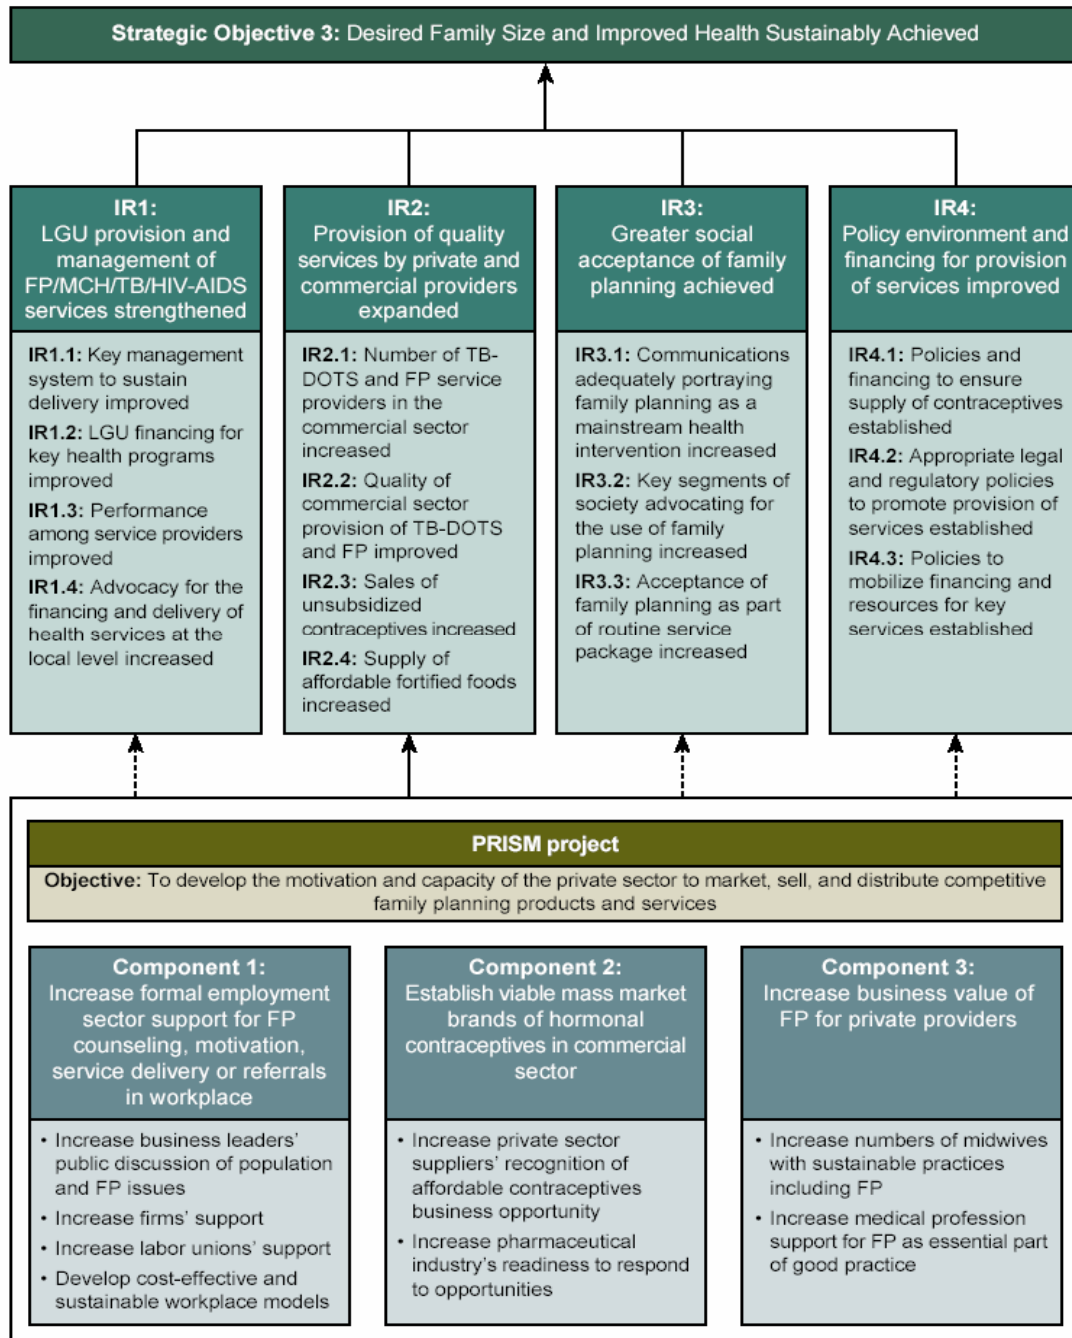 Strategic Objective 3: Desired Family Size and Improved Health Sustainably Achieved
IR1:
LGU provision and
management of
FP/MCH/TB/HIV-AIDS
services strengthened
IR1.1: Key management
system to sustain
delivery improved
IR1.2: LGU financing for
key health programs
improved
IR1.3: Performance
among service providers
improved
IR1.4: Advocacy for the
financing and delivery of
health services at the
local level increased
IR2:
Provision of quality
services by private and
commercial providers
expanded
IR2.1: Number of TB-
DOTS and FP service
providers in the
commercial sector
increased
IR2.2: Quality of
commercial sector
provision of TB-DOTS
and FP improved
IR2.3: Sales of
unsubsidized
contraceptives increased
IR2.4: Supply of
affordable fortified foods
increased
IR3:
Greater social
acceptance of family
planning achieved
IR3.1: Communications
adequately portraying
family planning as a
mainstream health
intervention increased
IR3.2: Key segments of
society advocating for
the use of family
planning increased
IR3.3: Acceptance of
family planning as part
of routine service
package increased
IR4:
Policy environment and
financing for provision
of services improved
IR4.1: Policies and
financing to ensure
supply of contraceptives
established
IR4.2: Appropriate legal
and regulatory policies
to promote provision of
services established
IR4.3: Policies to
mobilize financing and
resources for key
services established
PRISM project
Objective: To develop the motivation and capacity of the private sector to market, sell, and distribute competitive
family planning products and services
Component 1:
Increase formal employment
sector support for FP
counseling, motivation,
service delivery or referrals
in workplace
• Increase business leaders'
public discussion of population
and FP issues
• Increase firms' support
• Increase labor unions' support
• Develop cost-effective and
sustainable workplace models
Component 2:
Establish viable mass market
brands of hormonal
contraceptives in commercial
sector
• Increase private sector
suppliers' recognition of
affordable contraceptives
business opportunity
• Increase pharmaceutical
industry's readiness to respond
to opportunities
Component 3:
Increase business value of
FP for private providers
• Increase numbers of midwives
with sustainable practices
including FP
• Increase medical profession
support for FP as essential part
of good practice